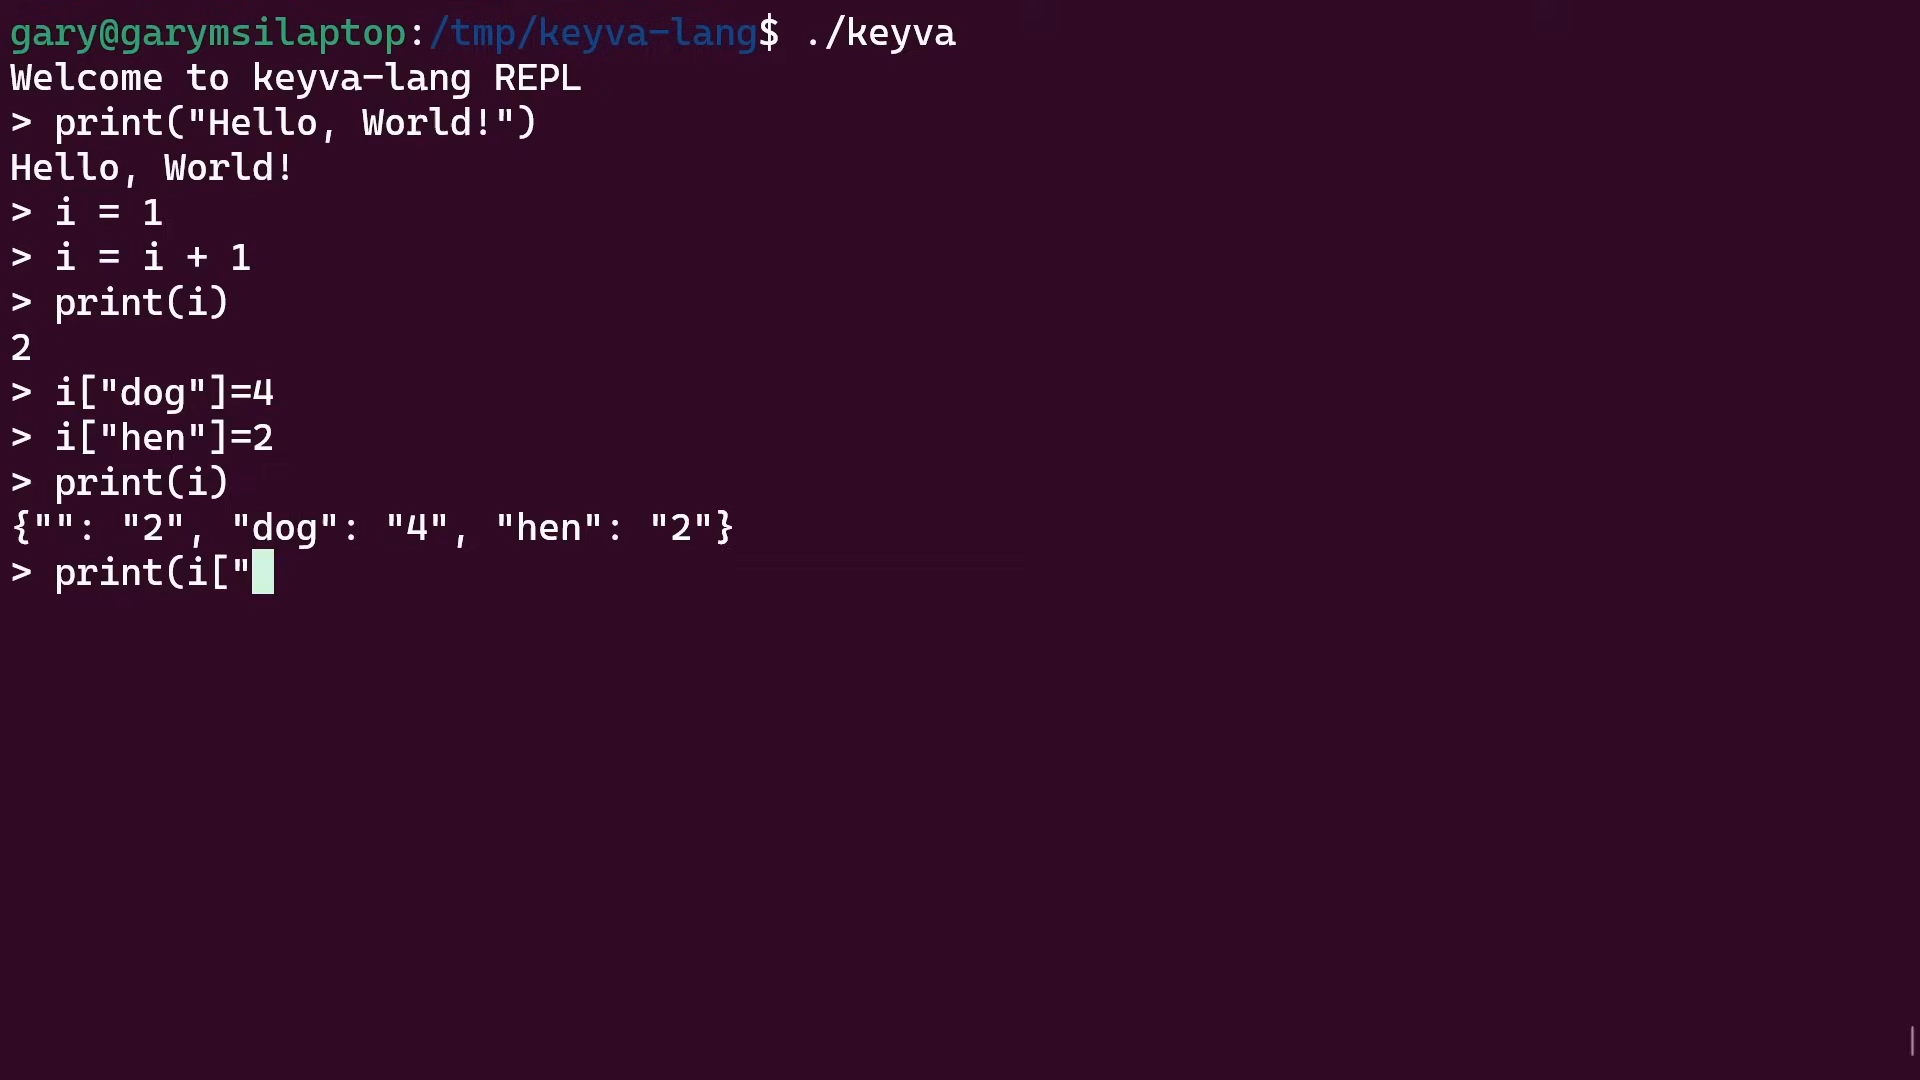 gary@garymsilaptop:/tmp/keyva-lang$ ./keyva
Welcome to keyva-lang REPL
> print("Hello, World!")
Hello, World!
> i = 1
> i = i + 1
> print(i)
2
> i["dog"]=4
> i["hen"]=2
> print(i)
{"": "2", "dog": "4", "hen": "2"}
> print(i["